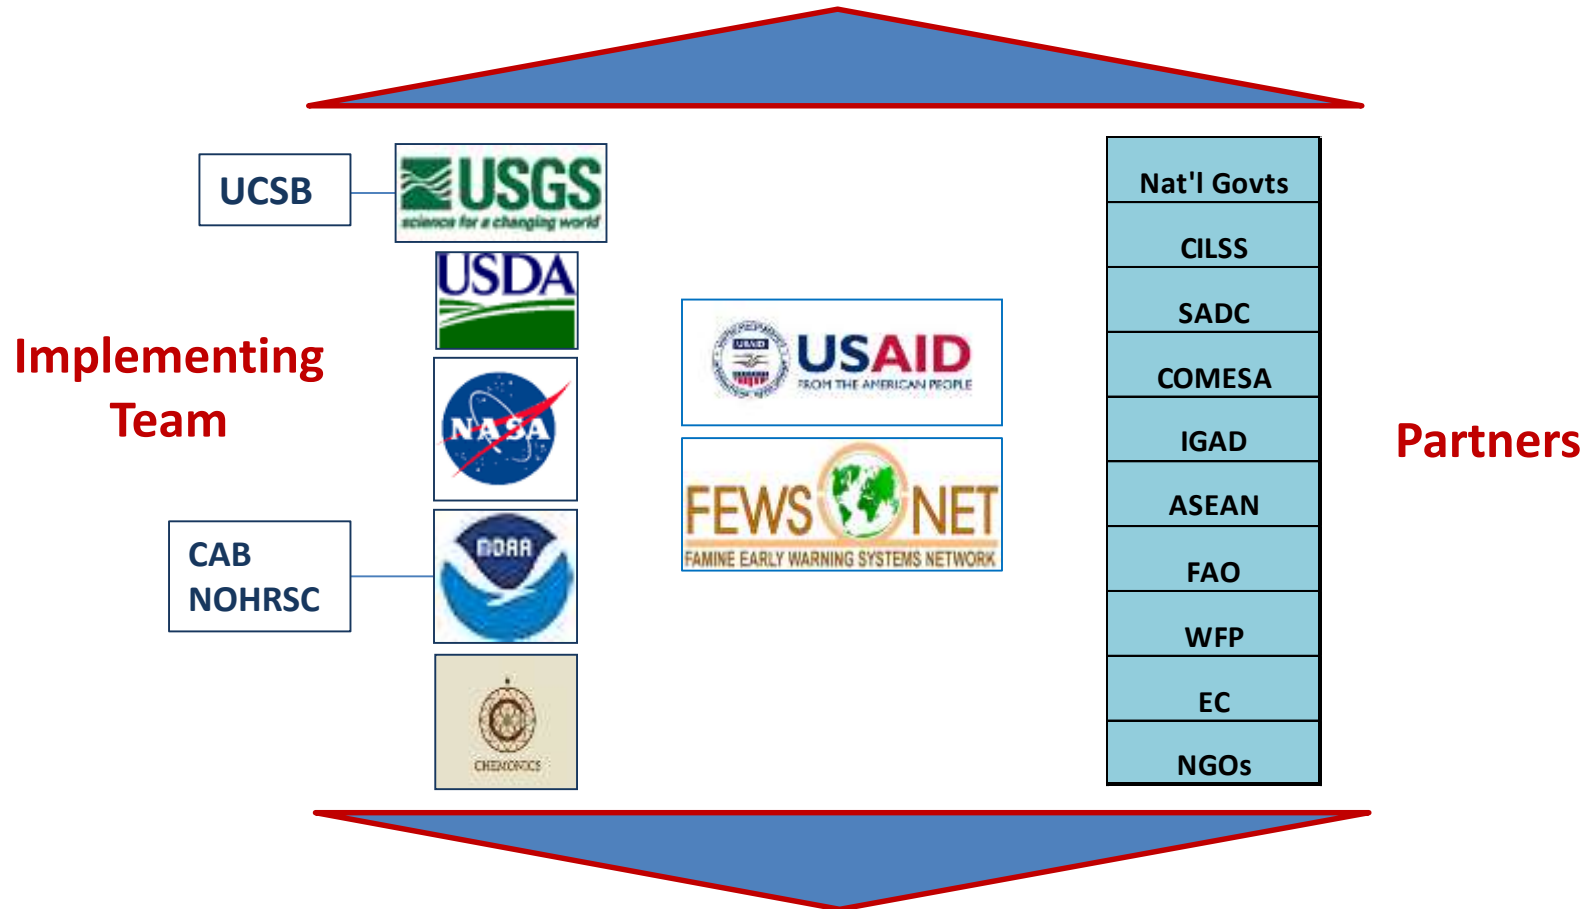 UCSB
USGS
science for a changing world
USDA
Implementing
Team
NASA
CAB
NOHRSC
NOAA
CHEMONICS
USAID
USAID
FROM THE AMERICAN PEOPLE
FEWS NET
FAMINE EARLY WARNING SYSTEMS NETWORK
Nat'l Govts
CILSS
SADC
COMESA
IGAD
ASEAN
FAO
WFP
EC
NGOs
Partners